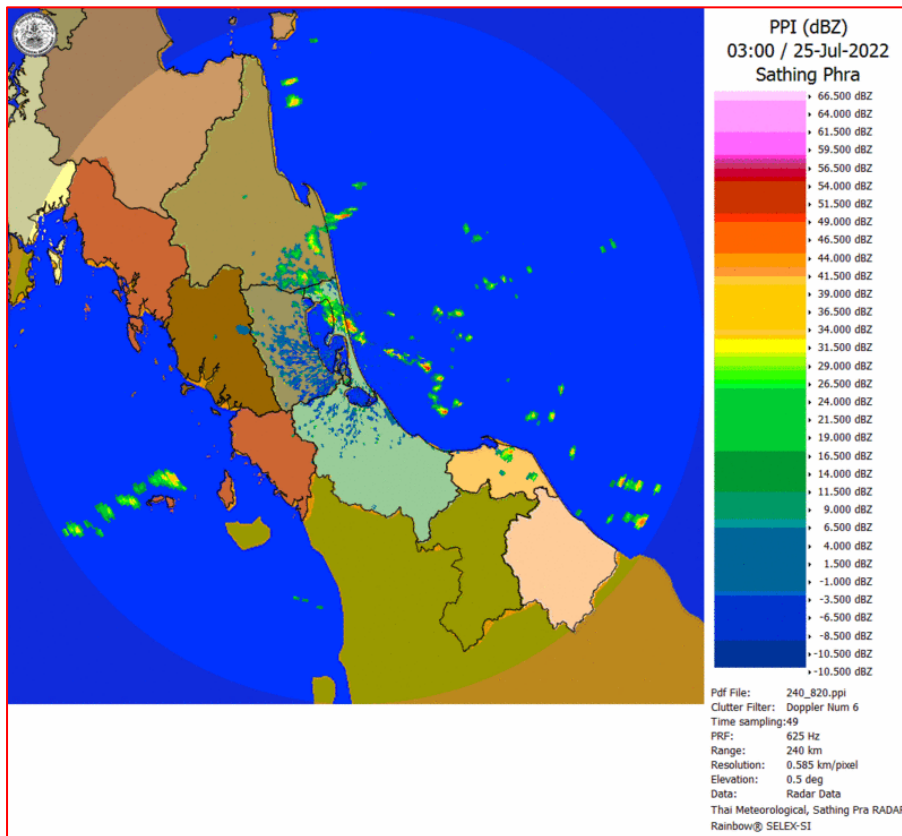 PPI (dBZ)
03:00 / 25-Jul-2022
Sathing Phra
66.500 dBZ
64.000 dBZ
61.500 dBZ
59.500 dBZ
56.500 dBZ
54.000 dBZ
51.500 dBZ
49.000 dBZ
46.500 dBZ
44.000 dBZ
41.500 dBZ
39.000 dBZ
36.500 dBZ
34.000 dBZ
31.500 dBZ
29.000 dBZ
26.500 dBZ
24.000 dBZ
21.500 dBZ
19.000 dBZ
16.500 dBZ
14.000 dBZ
11.500 dBZ
9.000 dBZ
6.500 dBZ
4.000 dBZ
1.500 dBZ
-1.000 dBZ
-3.500 dBZ
-6.500 dBZ
-8.500 dBZ
-10.500 dBZ
-10.500 dBZ
Pdf File: 240_820.ppi
Clutter Filter: Doppler Num 6
Time sampling:49
PRF: 625 Hz
Range: 240 km
Resolution: 0.585 km/pixel
Elevation: 0.5 deg
Data: Radar Data
Thai Meteorological, Sathing Pra RADAR
Rainbow® SELEX-SI